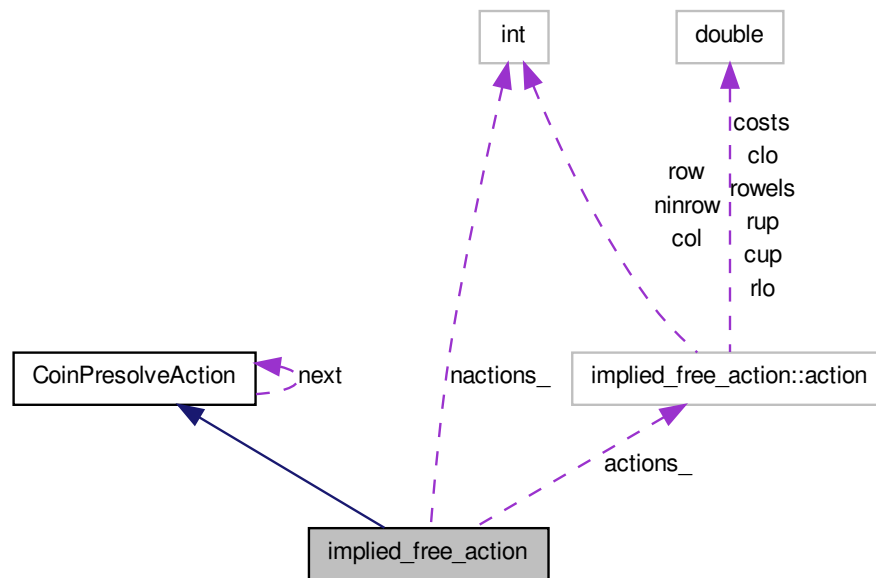 int
double
costs
clo
rowels
rup
cup
rlo
row
ninrow
col
CoinPresolveAction
next
nactions_
implied_free_action::action
actions_
implied_free_action